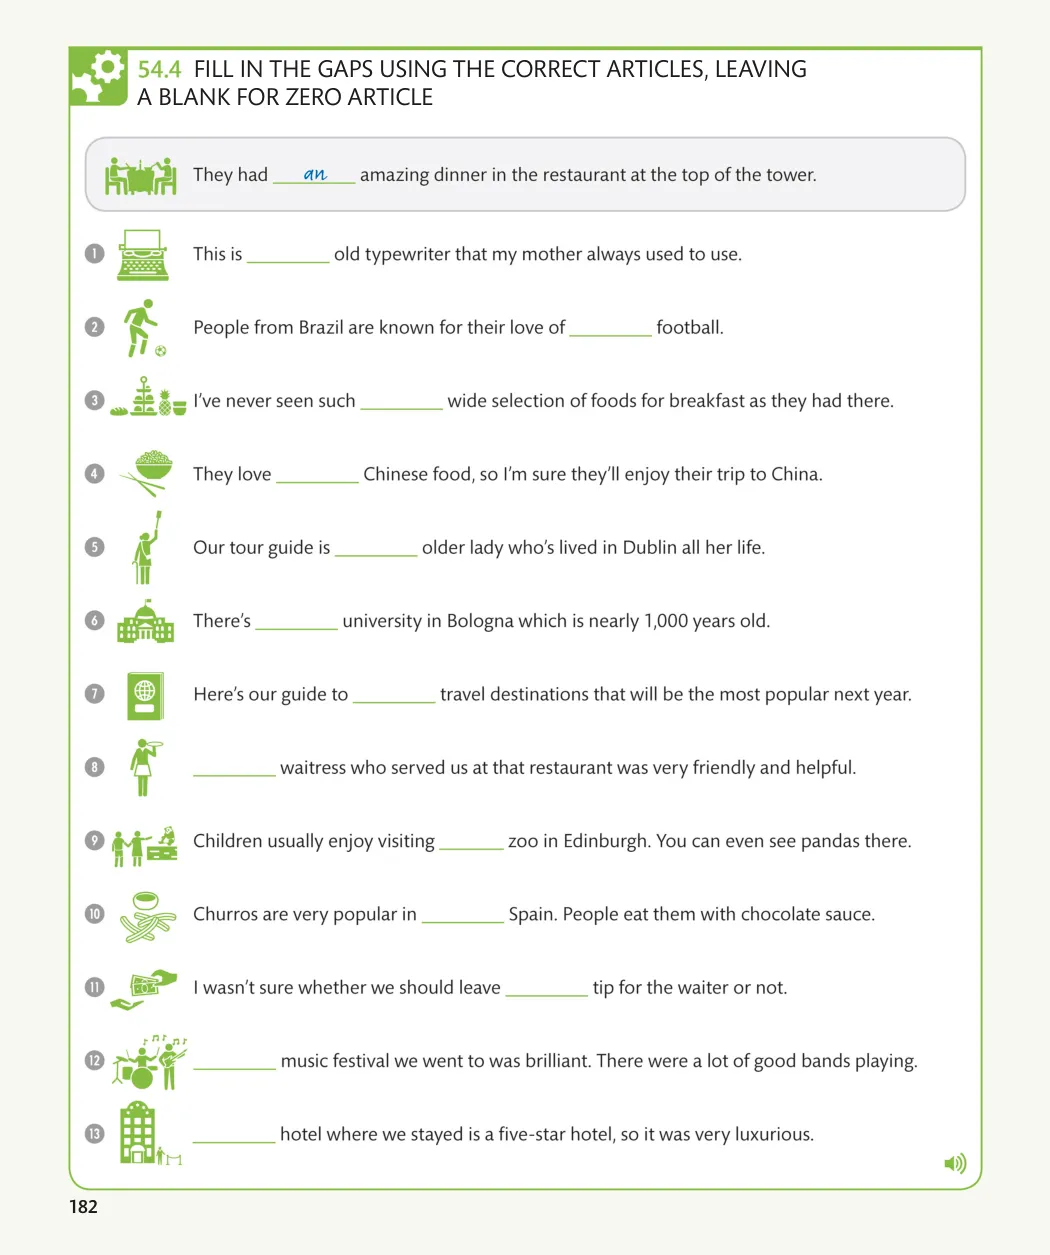 54.4 FILL IN THE GAPS USING THE CORRECT ARTICLES, LEAVING
A BLANK FOR ZERO ARTICLE
They had an amazing dinner in the restaurant at the top of the tower.
1 This is ________ old typewriter that my mother always used to use.
2 People from Brazil are known for their love of ________ football.
3 I’ve never seen such ________ wide selection of foods for breakfast as they had there.
4 They love ________ Chinese food, so I’m sure they’ll enjoy their trip to China.
5 Our tour guide is ________ older lady who’s lived in Dublin all her life.
6 There’s ________ university in Bologna which is nearly 1,000 years old.
7 Here’s our guide to ________ travel destinations that will be the most popular next year.
8 ________ waitress who served us at that restaurant was very friendly and helpful.
9 Children usually enjoy visiting ______ zoo in Edinburgh. You can even see pandas there.
10 Churros are very popular in ________ Spain. People eat them with chocolate sauce.
11 I wasn’t sure whether we should leave ________ tip for the waiter or not.
12 ________ music festival we went to was brilliant. There were a lot of good bands playing.
13 ________ hotel where we stayed is a five-star hotel, so it was very luxurious.
182